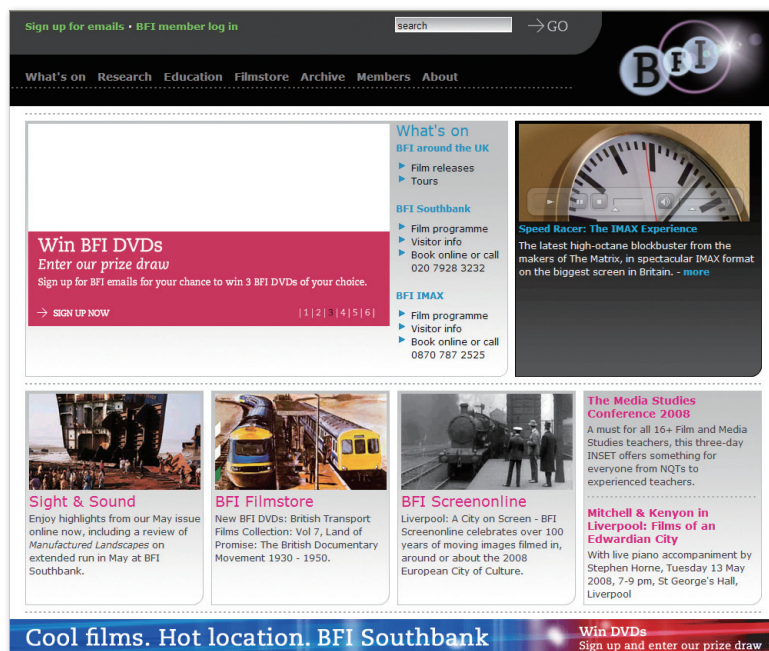 Sign up for emails • BFI member log in
search
GO
BFI
What's on Research Education Filmstore Archive Members About
Win BFI DVDs
Enter our prize draw
Sign up for BFI emails for your chance to win 3 BFI DVDs of your choice.
→ SIGN UP NOW
|1|2|3|4|5|6|
What's on
BFI around the UK
Film releases
Tours
BFI Southbank
Film programme
Visitor info
Book online or call
020 7928 3232
BFI IMAX
Film programme
Visitor info
Book online or call
0870 787 2525
Speed Racer: The IMAX Experience
The latest high-octane blockbuster from the
makers of The Matrix, in spectacular IMAX format
on the biggest screen in Britain. - more
Sight & Sound
Enjoy highlights from our May issue
online now, including a review of
Manufactured Landscapes on
extended run in May at BFI
Southbank.
BFI Filmstore
New BFI DVDs: British Transport
Films Collection: Vol 7, Land of
Promise: The British Documentary
Movement 1930 - 1950.
BFI Screenonline
Liverpool: A City on Screen - BFI
Screenonline celebrates over 100
years of moving images filmed in,
around or about the 2008
European City of Culture.
The Media Studies
Conference 2008
A must for all 16+ Film and Media
Studies teachers, this three-day
INSET offers something for
everyone from NQTs to
experienced teachers.
Mitchell & Kenyon in
Liverpool: Films of an
Edwardian City
With live piano accompaniment by
Stephen Horne, Tuesday 13 May
2008, 7-9 pm, St George's Hall,
Liverpool
Cool films. Hot location. BFI Southbank
Win DVDs
Sign up and enter our prize draw